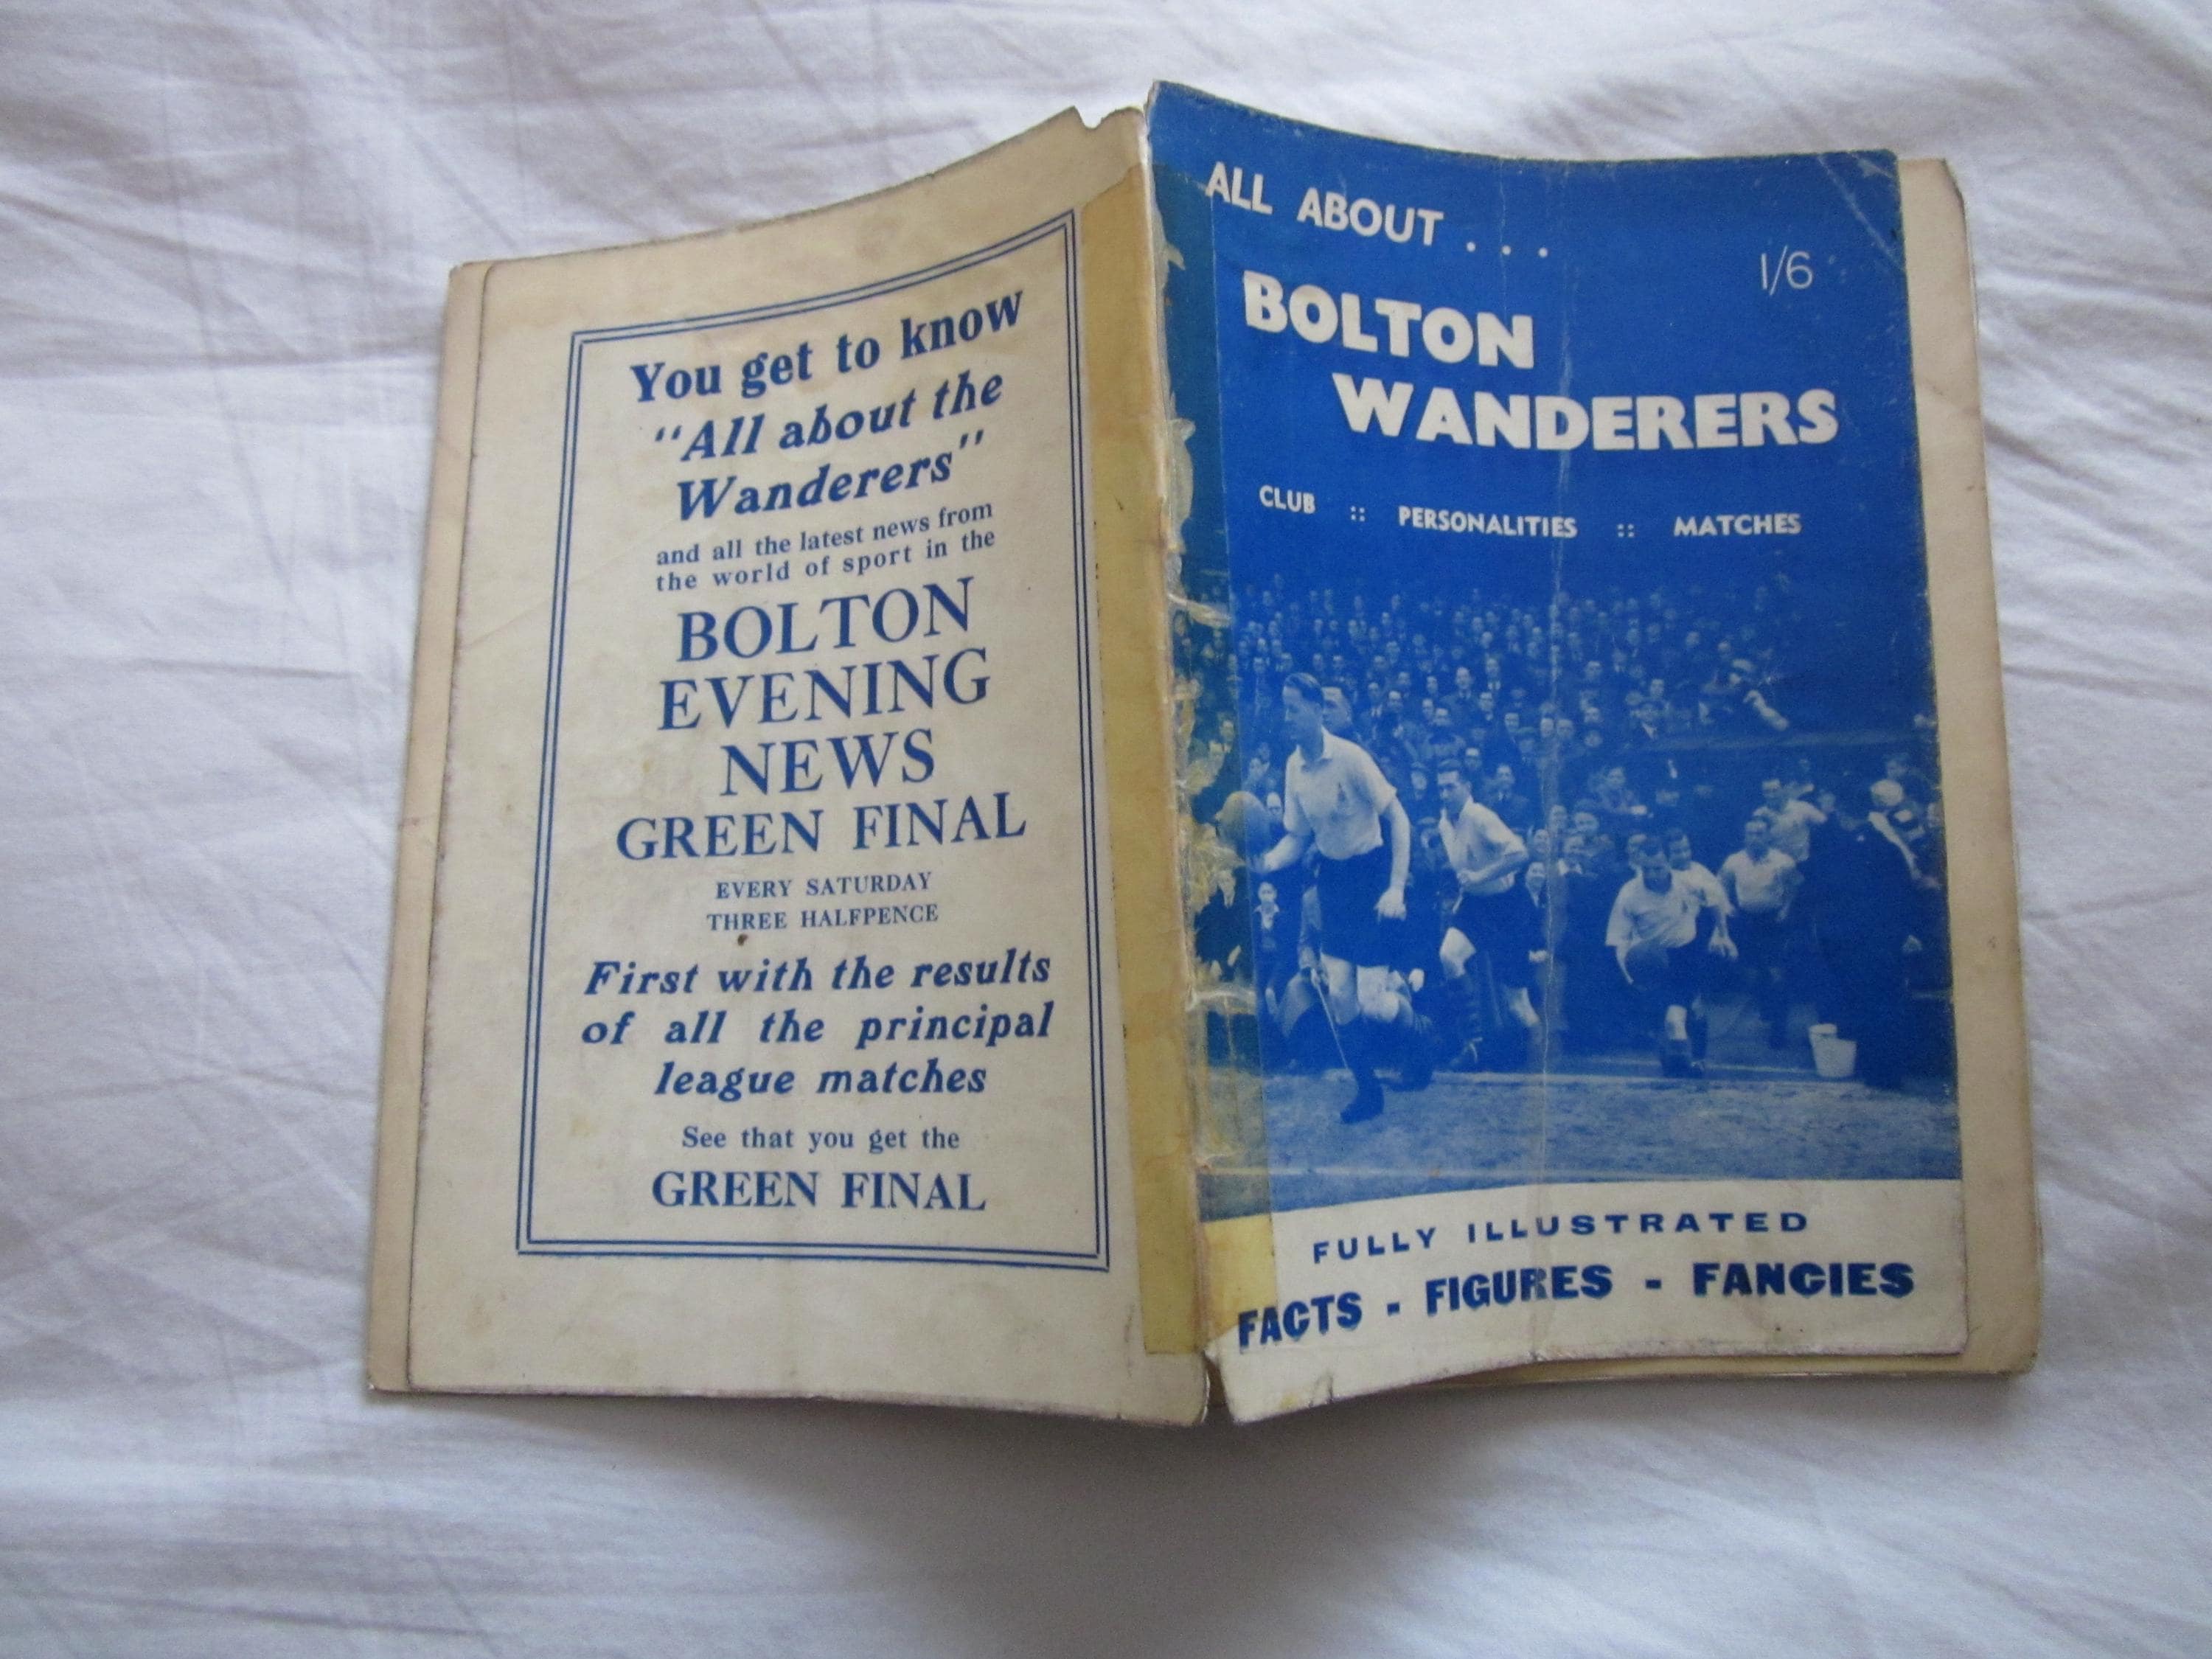 You get to know
"All about the
Wanderers"
and all the latest news from
the world of sport in the
BOLTON
EVENING
NEWS
GREEN FINAL
EVERY SATURDAY
THREE HALFPENCE
First with the results
of all the principal
league matches
See that you get the
GREEN FINAL
ALL ABOUT . . .
1/6
BOLTON
WANDERERS
CLUB :: PERSONALITIES :: MATCHES
FULLY ILLUSTRATED
FACTS - FIGURES - FANCIES